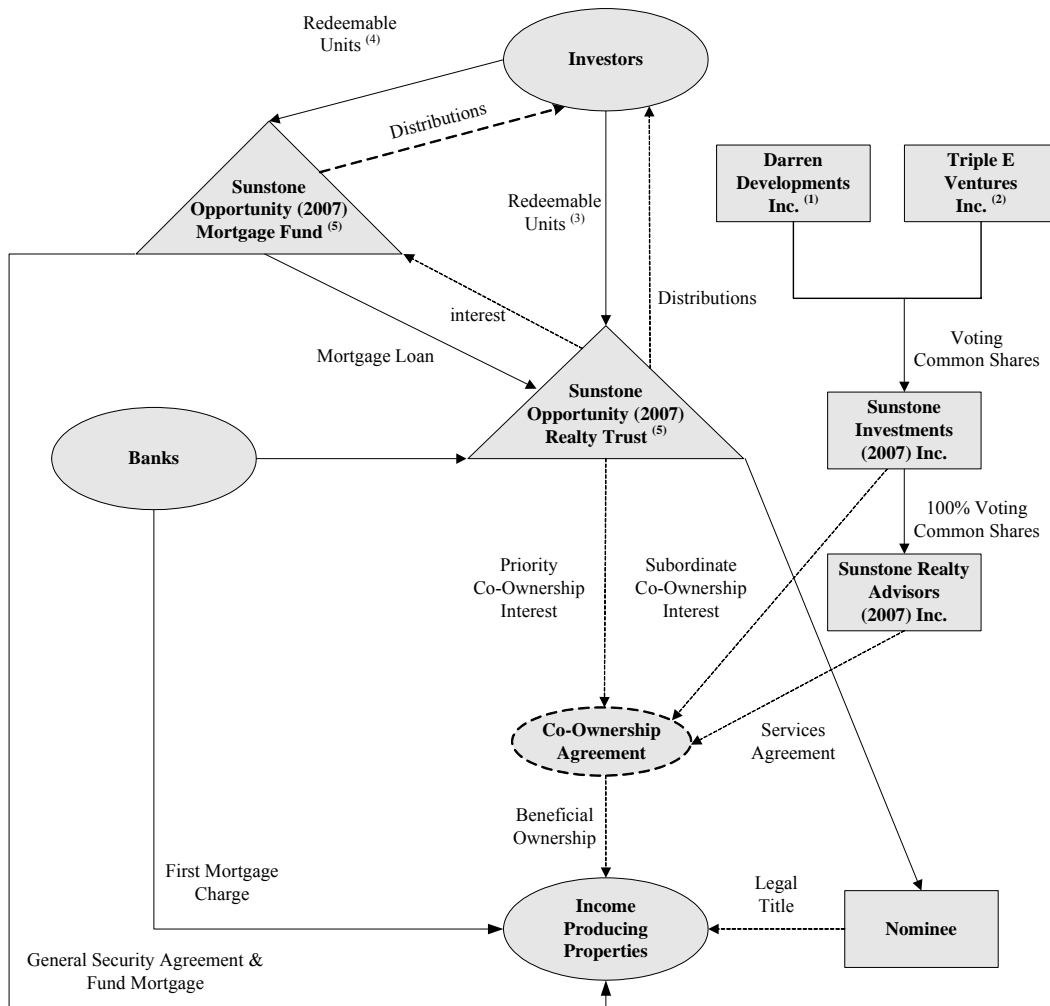 Redeemable
Units (4)
Investors
Distributions
Sunstone
Opportunity (2007)
Mortgage Fund (5)
Redeemable
Units (3)
Darren
Developments
Inc. (1)
Triple E
Ventures
Inc. (2)
Distributions
interest
Mortgage Loan
Voting
Common Shares
Sunstone
Opportunity (2007)
Realty Trust (5)
Sunstone
Investments
(2007) Inc.
Banks
100% Voting
Common Shares
Priority
Co-Ownership
Interest
Subordinate
Co-Ownership
Interest
Sunstone Realty
Advisors
(2007) Inc.
Co-Ownership
Agreement
Services
Agreement
Beneficial
Ownership
First Mortgage
Charge
Income
Producing
Properties
Legal
Title
Nominee
General Security Agreement &
Fund Mortgage